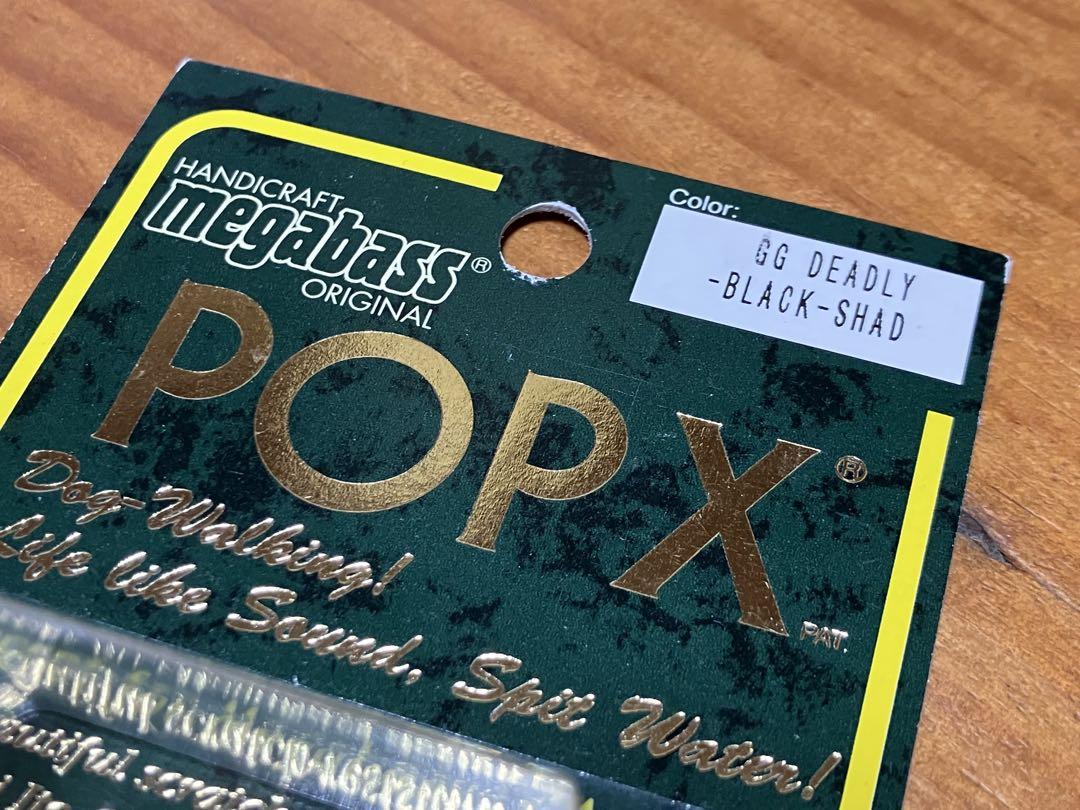 HANDICRAFT
megabass®
ORIGINAL
Color:
GG DEADLY
-BLACK-SHAD
POPX®
PAT.
Dog-Walking!
Life like Sound, Spit Water!